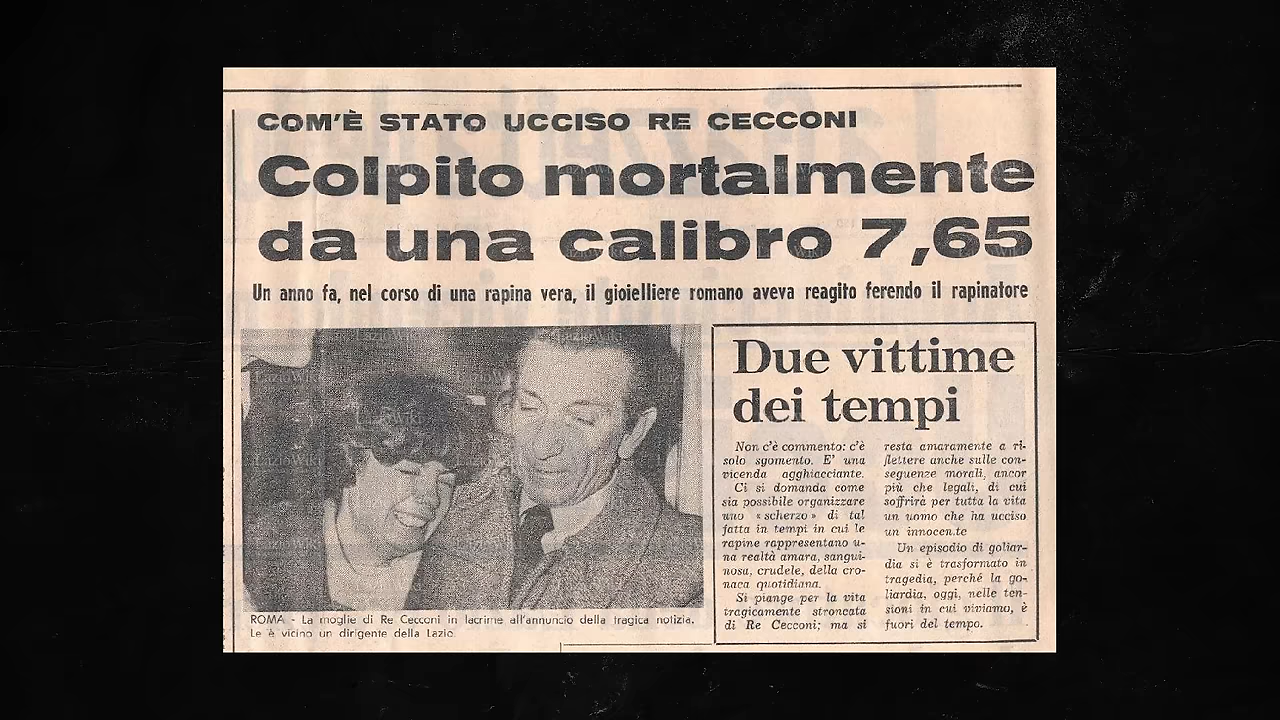 COM'È STATO UCCISO RE CECCONI
Colpito mortalmente
da una calibro 7,65
Un anno fa, nel corso di una rapina vera, il gioielliere romano aveva reagito ferendo il rapinatore
ROMA - La moglie di Re Cecconi in lacrime all'annuncio della tragica notizia.
Le è vicino un dirigente della Lazio
Due vittime
dei tempi
Non c'è commento: c'è
solo sgomento. E' una
vicenda agghiacciante.
Ci si domanda come
sia possibile organizzare
uno «scherzo» di tal
fatta in tempi in cui le
rapine rappresentano u-
na realtà amara, sangui-
nosa, crudele, della cro-
naca quotidiana.
Si piange per la vita
tragicamente stroncata
di Re Cecconi; ma si
resta amaramente a ri-
flettere anche sulle con-
seguenze morali, ancor
più che legali, di cui
soffrirà per tutta la vita
un uomo che ha ucciso
un innocen.te
Un episodio di goliar-
dia si è trasformato in
tragedia, perché la go-
liardia, oggi, nelle ten-
sioni in cui viviamo, è
fuori del tempo.